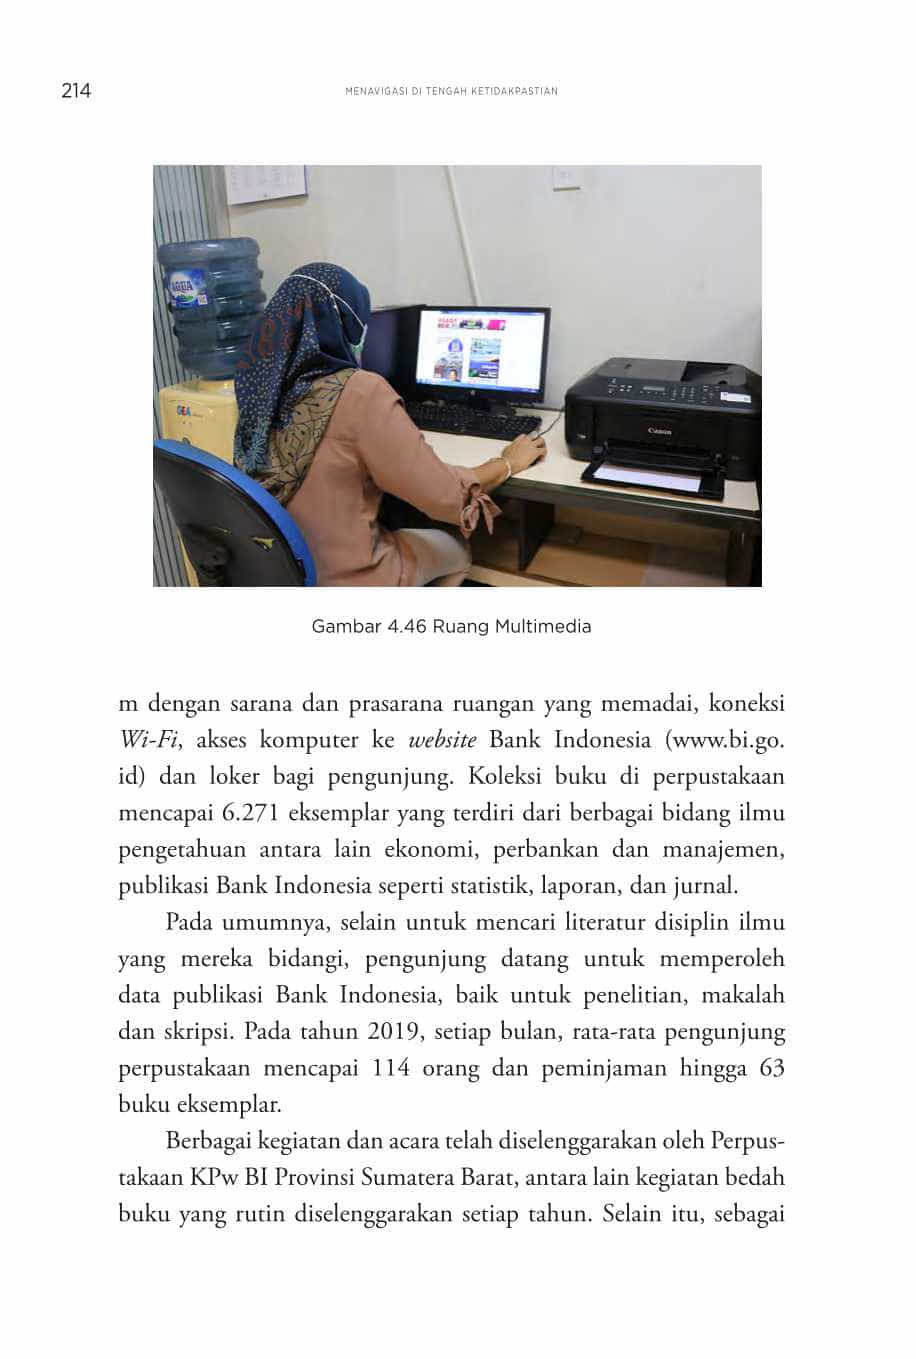 214
MENAVIGASI DI TENGAH KETIDAKPASTIAN
AQUA
GEA
Canon
Gambar 4.46 Ruang Multimedia
m dengan sarana dan prasarana ruangan yang memadai, koneksi
Wi-Fi, akses komputer ke website Bank Indonesia (www.bi.go.
id) dan loker bagi pengunjung. Koleksi buku di perpustakaan
mencapai 6.271 eksemplar yang terdiri dari berbagai bidang ilmu
pengetahuan antara lain ekonomi, perbankan dan manajemen,
publikasi Bank Indonesia seperti statistik, laporan, dan jurnal.
Pada umumnya, selain untuk mencari literatur disiplin ilmu
yang mereka bidangi, pengunjung datang untuk memperoleh
data publikasi Bank Indonesia, baik untuk penelitian, makalah
dan skripsi. Pada tahun 2019, setiap bulan, rata-rata pengunjung
perpustakaan mencapai 114 orang dan peminjaman hingga 63
buku eksemplar.
Berbagai kegiatan dan acara telah diselenggarakan oleh Perpus-
takaan KPw BI Provinsi Sumatera Barat, antara lain kegiatan bedah
buku yang rutin diselenggarakan setiap tahun. Selain itu, sebagai